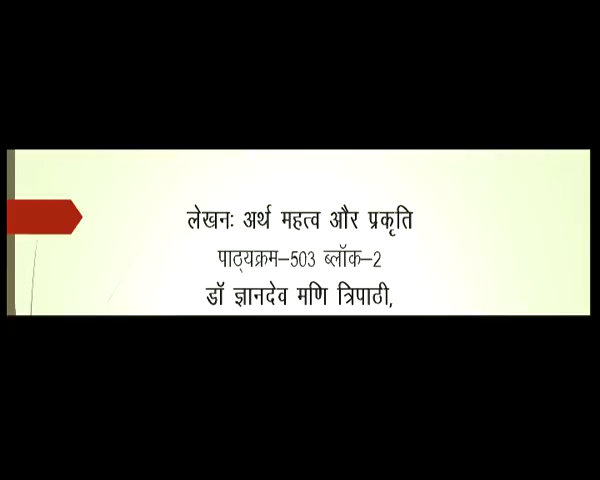 लेखनः अर्थ महत्व और प्रकृति
पाठ्यक्रम–503 ब्लॉक–2
डॉ ज्ञानदेव मणि त्रिपाठी,